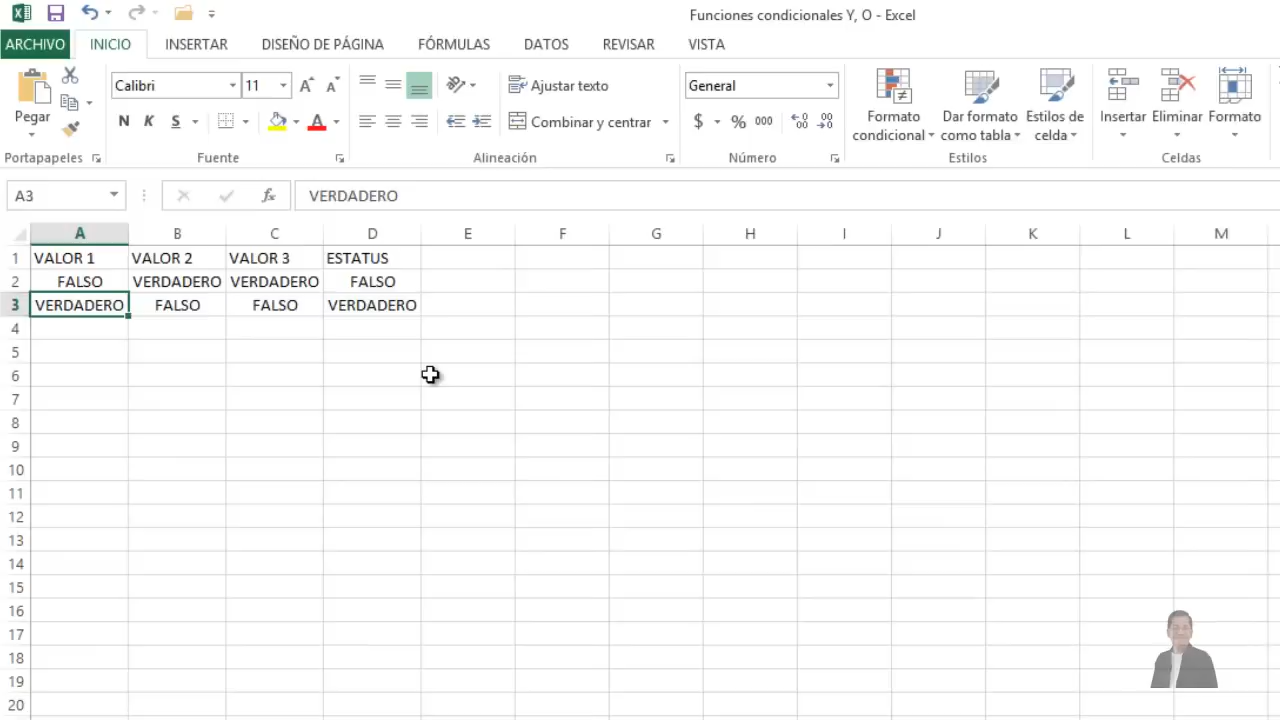 Funciones condicionales Y, O - Excel
ARCHIVO INICIO INSERTAR DISEÑO DE PÁGINA FÓRMULAS DATOS REVISAR VISTA
Calibri 11 Ajustar texto General
Pegar N K S A Combinar y centrar $ % 000 Formato condicional Dar formato como tabla Estilos de celda Insertar Eliminar Formato
Portapapeles Fuente Alineación Número Estilos Celdas
A3 fx VERDADERO
A B C D E F G H I J K L M
1 VALOR 1 VALOR 2 VALOR 3 ESTATUS
2 FALSO VERDADERO VERDADERO FALSO
3 VERDADERO FALSO FALSO VERDADERO
4
5
6
7
8
9
10
11
12
13
14
15
16
17
18
19
20